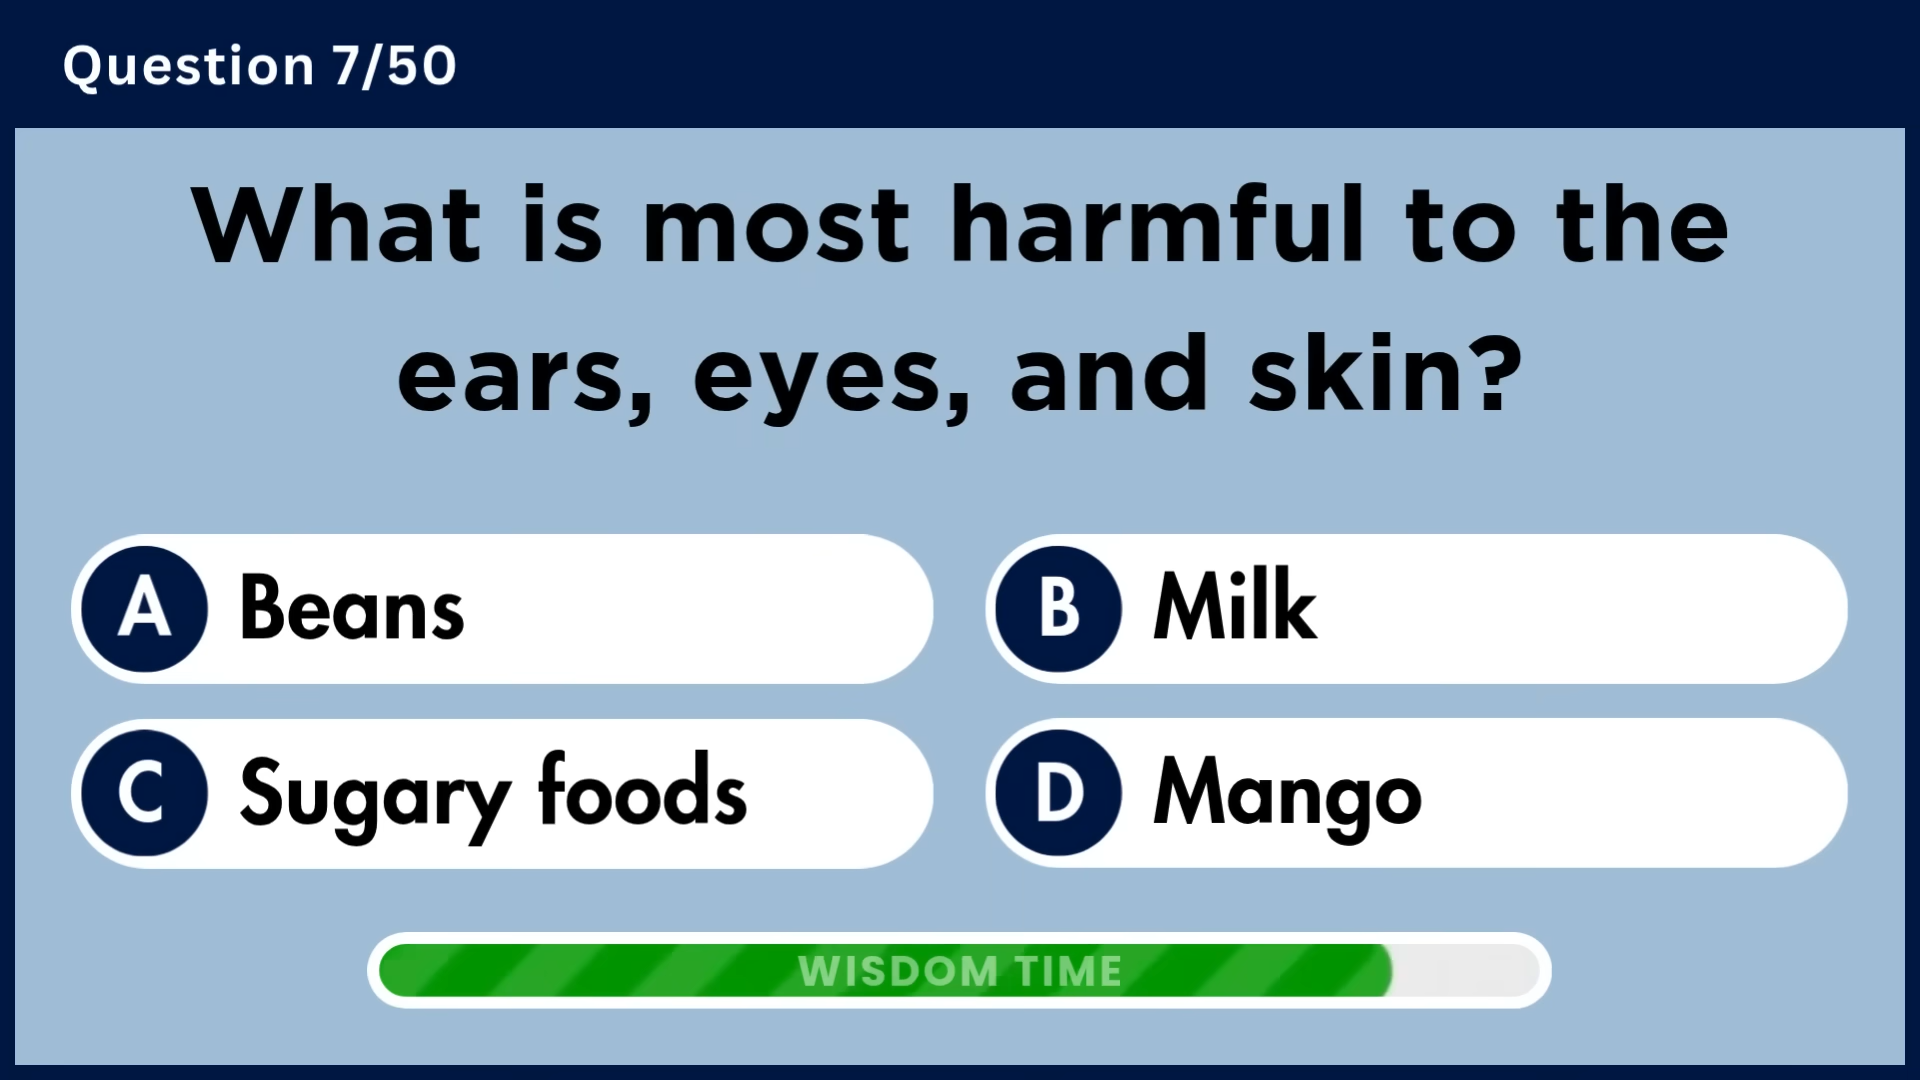 Question 7/50
What is most harmful to the
ears, eyes, and skin?
A Beans
B Milk
C Sugary foods
D Mango
WISDOM TIME